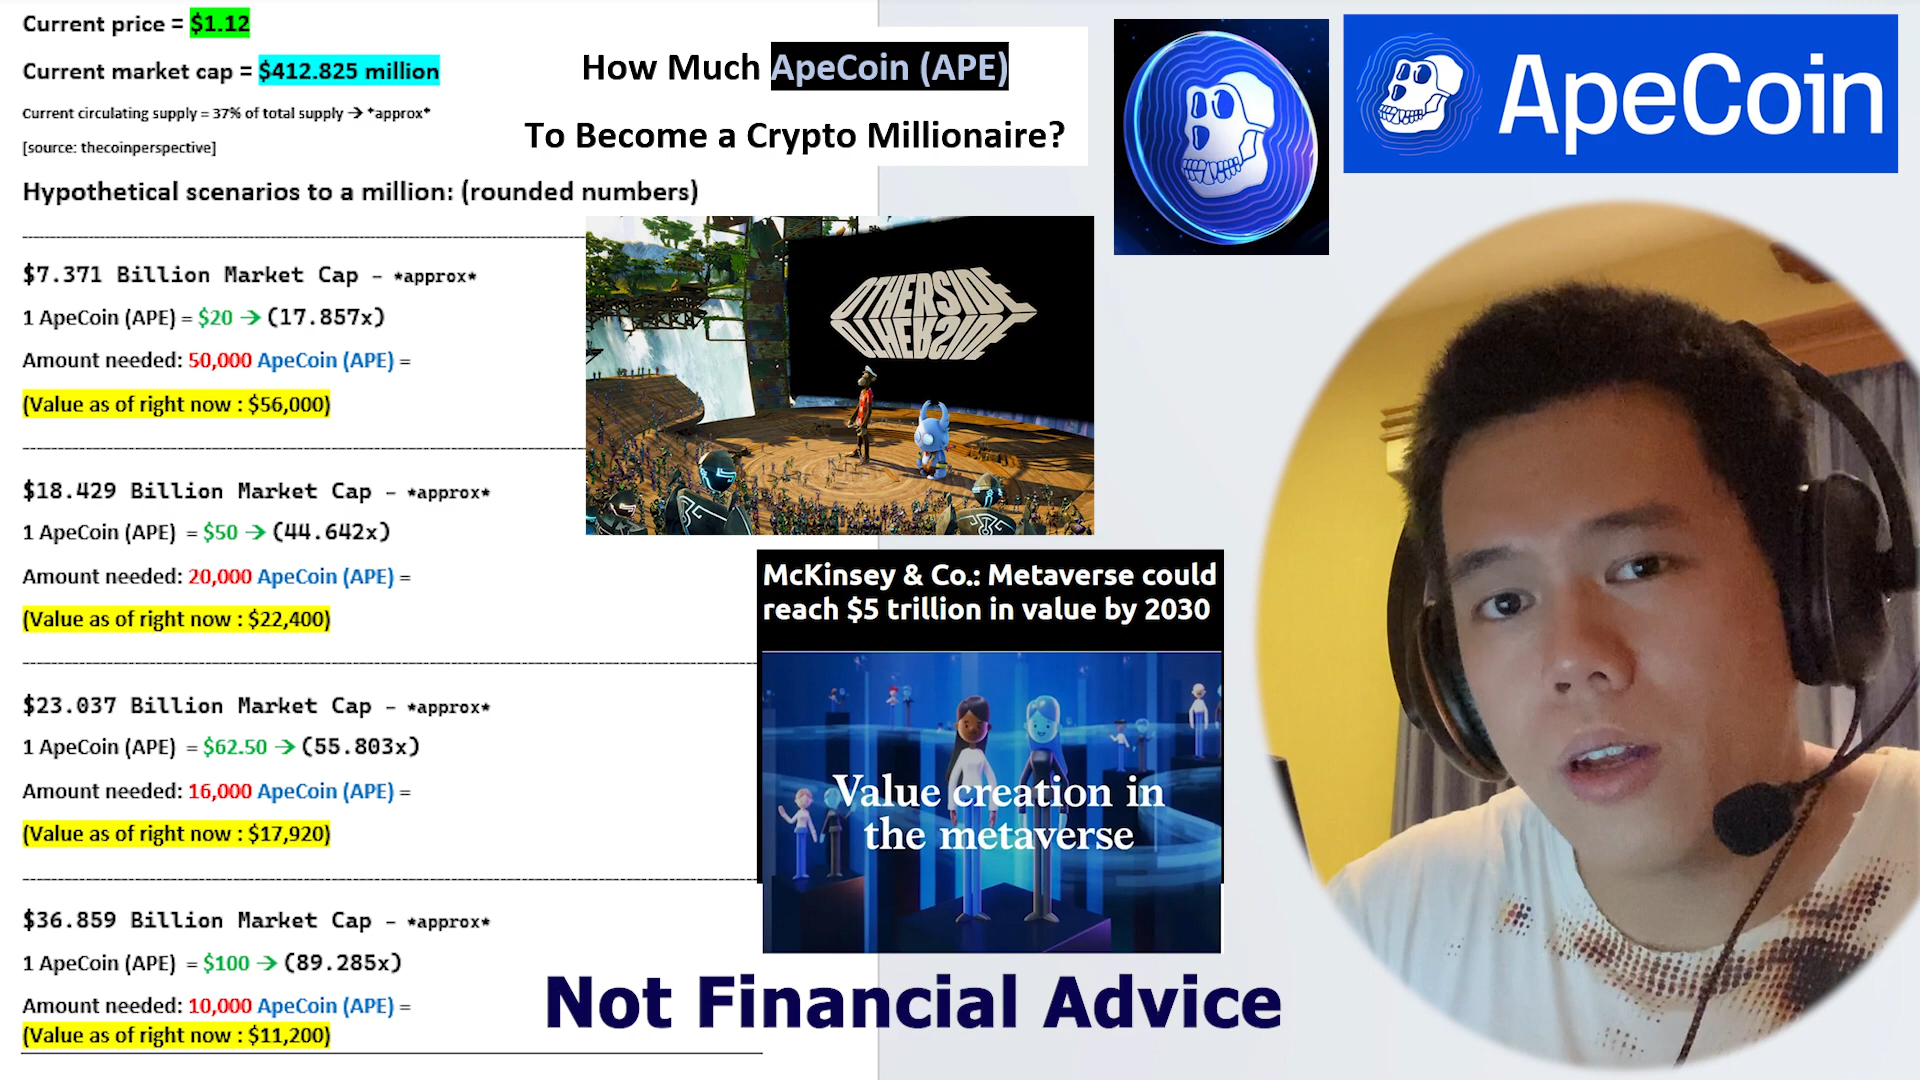 Current price = $1.12
Current market cap = $412.825 million
Current circulating supply = 37% of total supply → *approx*
[source: thecoinperspective]
Hypothetical scenarios to a million: (rounded numbers)
$7.371 Billion Market Cap – *approx*
1 ApeCoin (APE) = $20 → (17.857x)
Amount needed: 50,000 ApeCoin (APE) =
(Value as of right now : $56,000)
$18.429 Billion Market Cap – *approx*
1 ApeCoin (APE) = $50 → (44.642x)
Amount needed: 20,000 ApeCoin (APE) =
(Value as of right now : $22,400)
$23.037 Billion Market Cap – *approx*
1 ApeCoin (APE) = $62.50 → (55.803x)
Amount needed: 16,000 ApeCoin (APE) =
(Value as of right now : $17,920)
$36.859 Billion Market Cap – *approx*
1 ApeCoin (APE) = $100 → (89.285x)
Amount needed: 10,000 ApeCoin (APE) =
(Value as of right now : $11,200)
How Much ApeCoin (APE)
To Become a Crypto Millionaire?
ApeCoin
OTHERSIDE
OTHERSIDE
McKinsey & Co.: Metaverse could
reach $5 trillion in value by 2030
Value creation in
the metaverse
Not Financial Advice